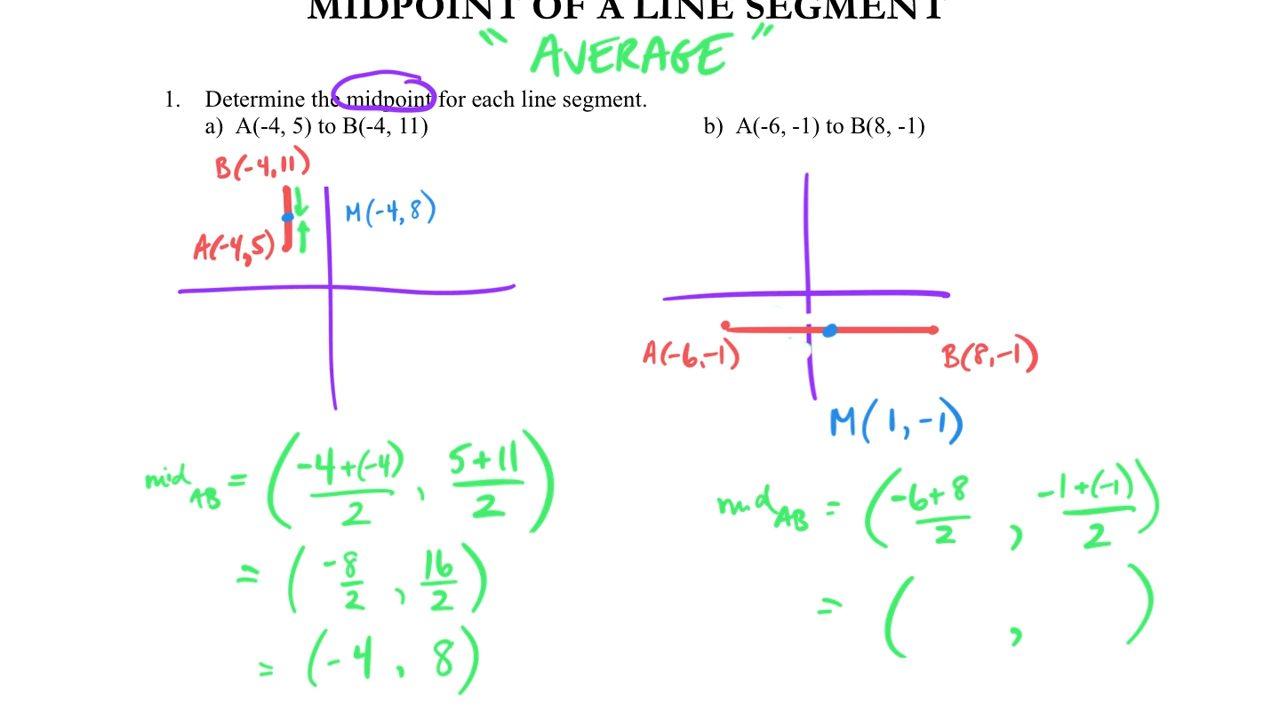 MIDPOINT OF A LINE SEGMENT
"AVERAGE"
1. Determine the midpoint for each line segment.
a) A(-4, 5) to B(-4, 11)
b) A(-6, -1) to B(8, -1)
B(-4,11)
M(-4,8)
A(-4,5)
A(-6,-1)
B(8,-1)
M(1,-1)
mid AB = (-4+(-4)/2, 5+11/2)
= (-8/2, 16/2)
= (-4, 8)
mid AB = (-6+8/2, -1+(-1)/2)
= ( , )